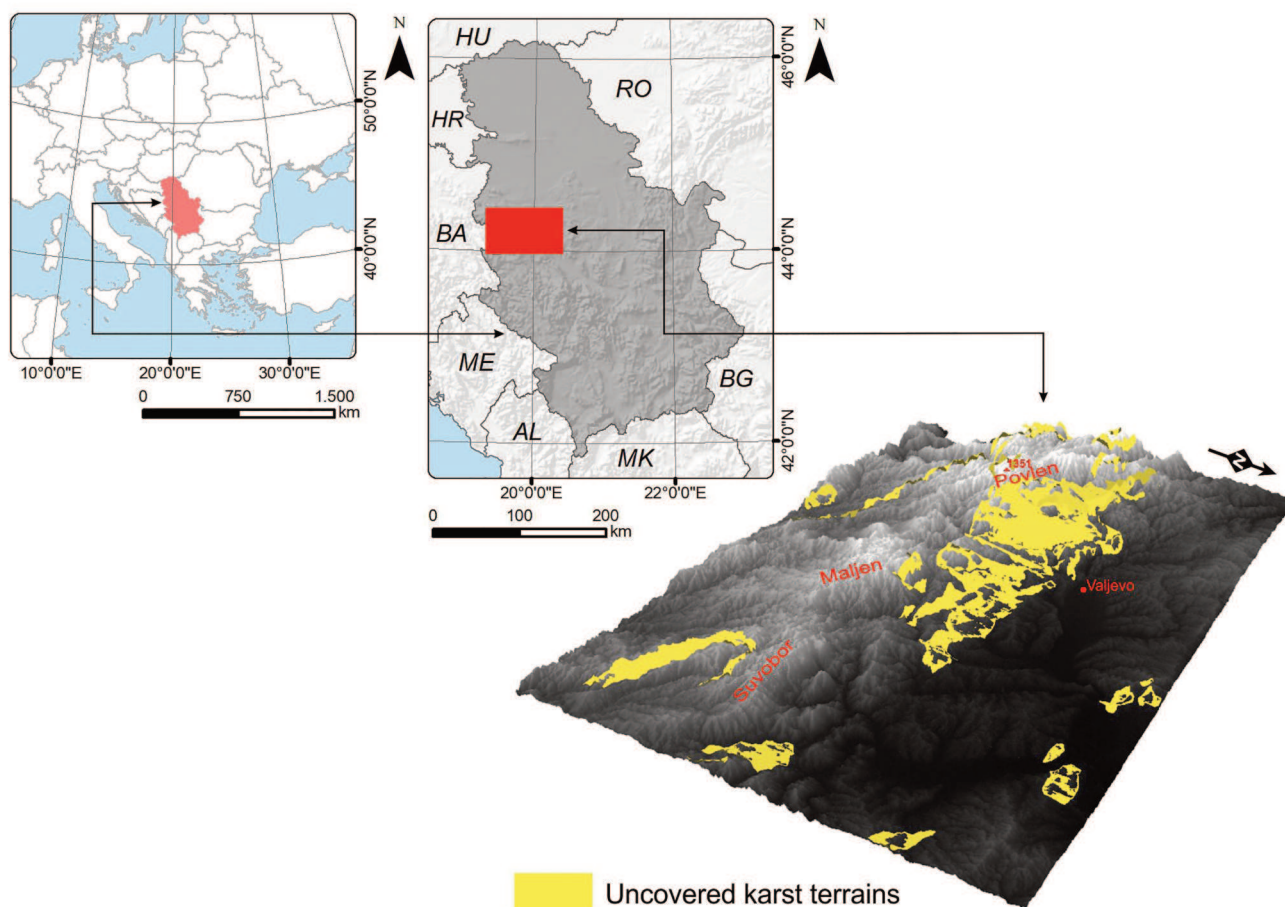 N
50°0'0"N
40°0'0"N
10°0'0"E
20°0'0"E
30°0'0"E
0
750
1.500
km
N
HU
RO
HR
BA
ME
AL
MK
BG
46°0'0"N
44°0'0"N
42°0'0"N
20°0'0"E
22°0'0"E
0
100
200
km
N
1351
Povlen
Maljen
Valjevo
Suvobor
Uncovered karst terrains